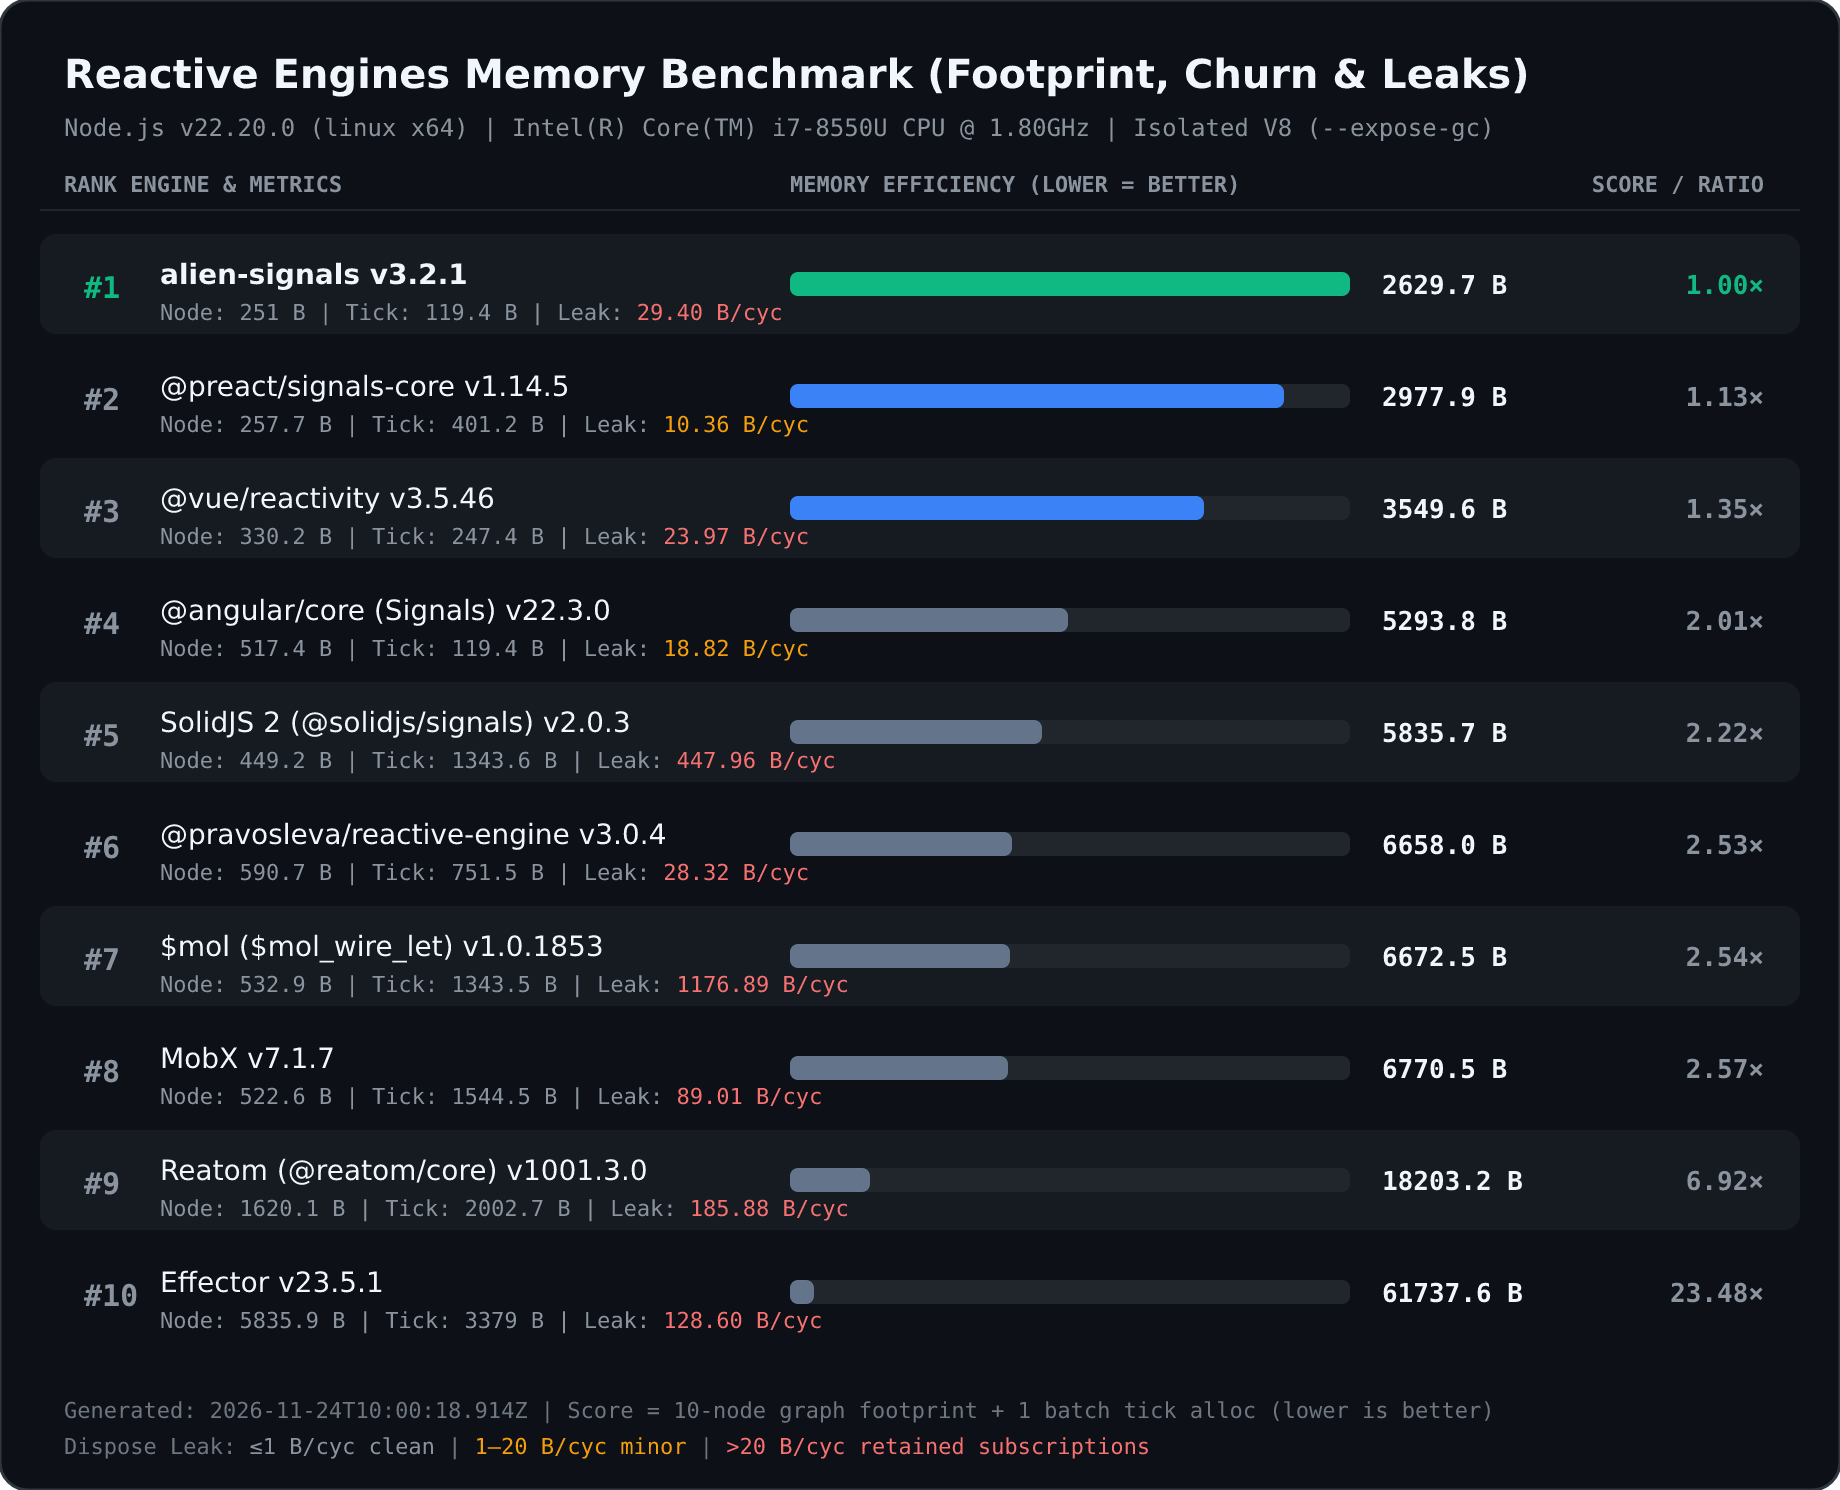 Reactive Engines Memory Benchmark (Footprint, Churn & Leaks)
Node.js v22.20.0 (linux x64) | Intel(R) Core(TM) i7-8550U CPU @ 1.80GHz | Isolated V8 (--expose-gc)
RANK ENGINE & METRICS MEMORY EFFICIENCY (LOWER = BETTER) SCORE / RATIO
#1 alien-signals v3.2.1 2629.7 B 1.00×
Node: 251 B | Tick: 119.4 B | Leak: 29.40 B/cyc
#2 @preact/signals-core v1.14.5 2977.9 B 1.13×
Node: 257.7 B | Tick: 401.2 B | Leak: 10.36 B/cyc
#3 @vue/reactivity v3.5.46 3549.6 B 1.35×
Node: 330.2 B | Tick: 247.4 B | Leak: 23.97 B/cyc
#4 @angular/core (Signals) v22.3.0 5293.8 B 2.01×
Node: 517.4 B | Tick: 119.4 B | Leak: 18.82 B/cyc
#5 SolidJS 2 (@solidjs/signals) v2.0.3 5835.7 B 2.22×
Node: 449.2 B | Tick: 1343.6 B | Leak: 447.96 B/cyc
#6 @pravosleva/reactive-engine v3.0.4 6658.0 B 2.53×
Node: 590.7 B | Tick: 751.5 B | Leak: 28.32 B/cyc
#7 $mol ($mol_wire_let) v1.0.1853 6672.5 B 2.54×
Node: 532.9 B | Tick: 1343.5 B | Leak: 1176.89 B/cyc
#8 MobX v7.1.7 6770.5 B 2.57×
Node: 522.6 B | Tick: 1544.5 B | Leak: 89.01 B/cyc
#9 Reatom (@reatom/core) v1001.3.0 18203.2 B 6.92×
Node: 1620.1 B | Tick: 2002.7 B | Leak: 185.88 B/cyc
#10 Effector v23.5.1 61737.6 B 23.48×
Node: 5835.9 B | Tick: 3379 B | Leak: 128.60 B/cyc
Generated: 2026-11-24T10:00:18.914Z | Score = 10-node graph footprint + 1 batch tick alloc (lower is better)
Dispose Leak: ≤1 B/cyc clean | 1–20 B/cyc minor | >20 B/cyc retained subscriptions